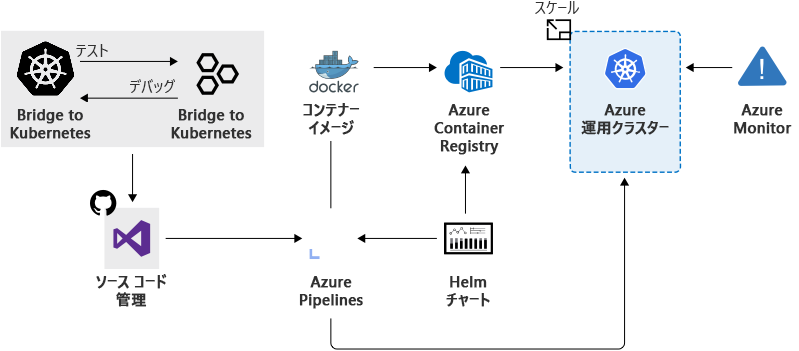 スケール
テスト
デバッグ
Bridge to
Kubernetes
Bridge to
Kubernetes
docker
コンテナー
イメージ
Azure
Container
Registry
Azure
運用クラスター
Azure
Monitor
ソース コード
管理
Azure
Pipelines
Helm
チャート